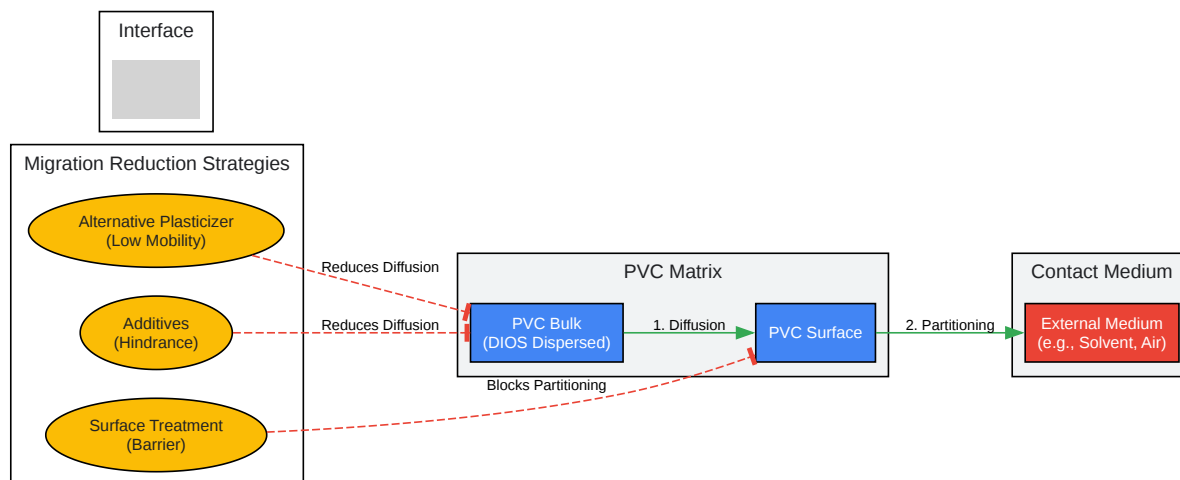 Interface
Migration Reduction Strategies
Alternative Plasticizer
(Low Mobility)
Additives
(Hindrance)
Surface Treatment
(Barrier)
Reduces Diffusion
Reduces Diffusion
Blocks Partitioning
PVC Matrix
PVC Bulk
(DIOS Dispersed)
1. Diffusion
PVC Surface
2. Partitioning
Contact Medium
External Medium
(e.g., Solvent, Air)